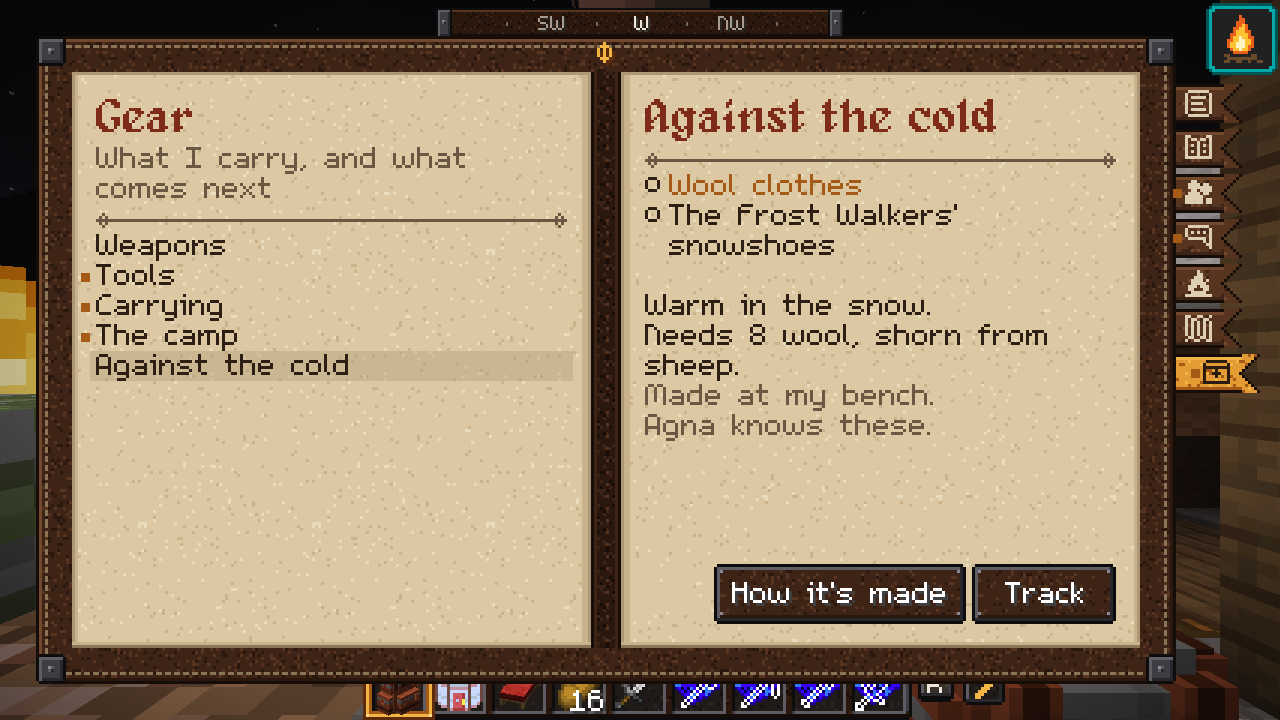 SW W NW
Gear
What I carry, and what
comes next
Weapons
Tools
Carrying
The camp
Against the cold
Against the cold
Wool clothes
The Frost Walkers'
snowshoes
Warm in the snow.
Needs 8 wool, shorn from
sheep.
Made at my bench.
Agna knows these.
How it's made
Track
16